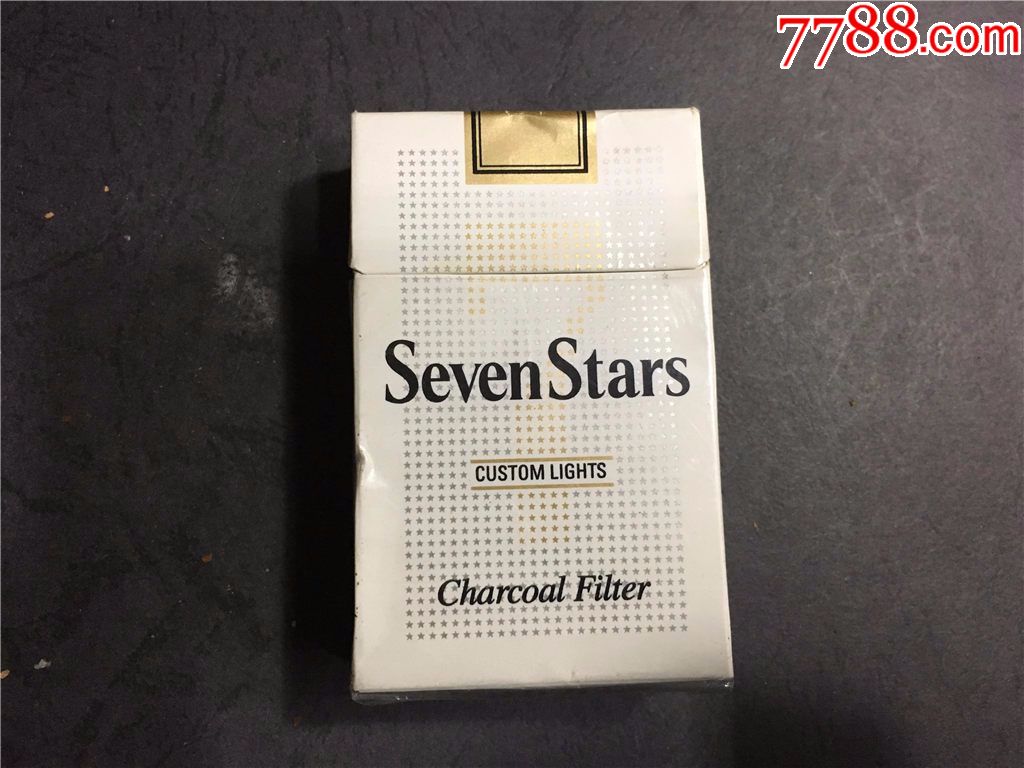 7788.com
Seven Stars
CUSTOM LIGHTS
Charcoal Filter